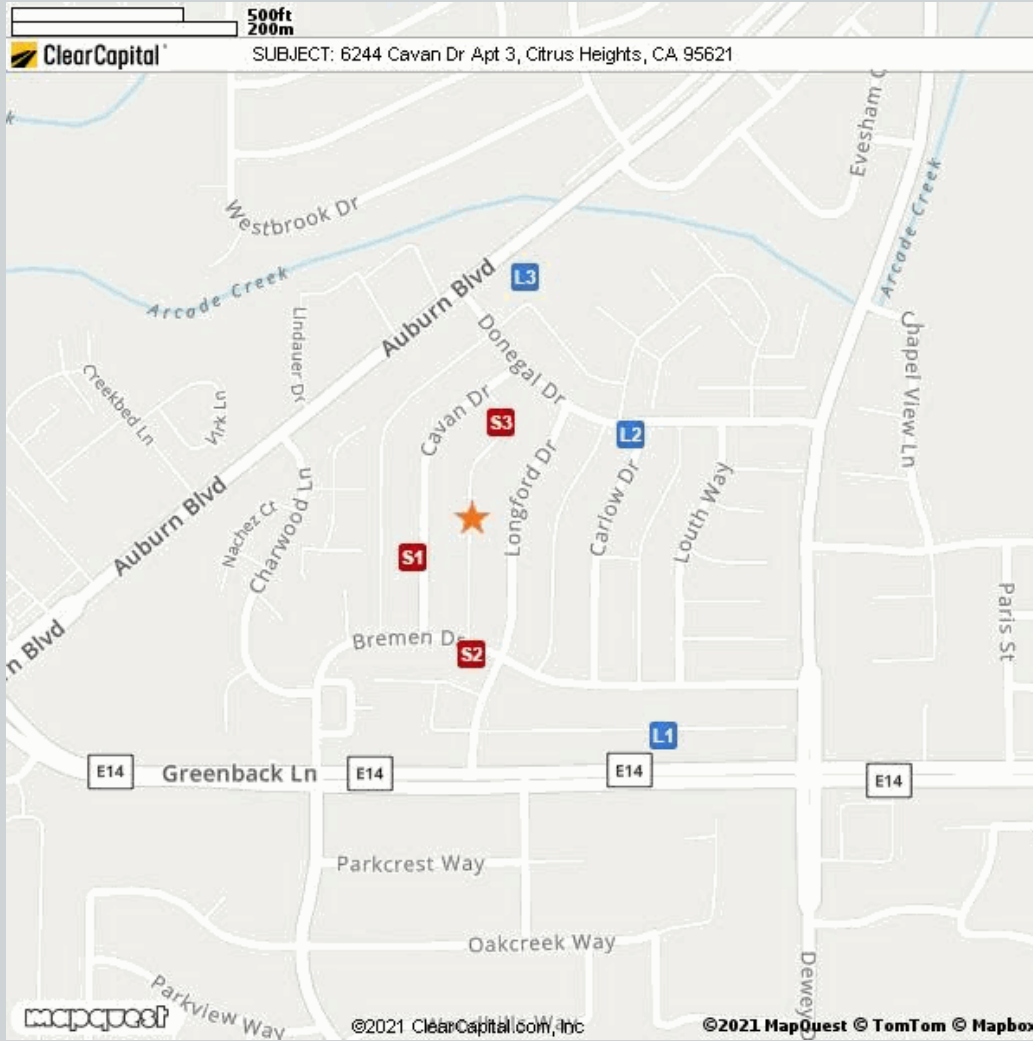 500ft
200m
ClearCapital
SUBJECT: 6244 Cavan Dr Apt 3, Citrus Heights, CA 95621
Evesham
Westbrook Dr
Arcade Creek
Arcade Creek
Auburn Blvd
L3
Lindauer Dr
Donegal Dr
Chapel View Ln
Creekbed Ln
Virk Ln
Cavan Dr
S3
L2
Longford Dr
Carlow Dr
Louth Way
Auburn Blvd
Nachez Ct
Charwood Ln
S1
Paris St
Bremen Dr
S2
n Blvd
L1
E14
Greenback Ln
E14
E14
E14
Parkcrest Way
Oakcreek Way
Parkview Way
Dewey
mapquest
©2021 ClearCapital.com, Inc
©2021 MapQuest © TomTom © Mapbox